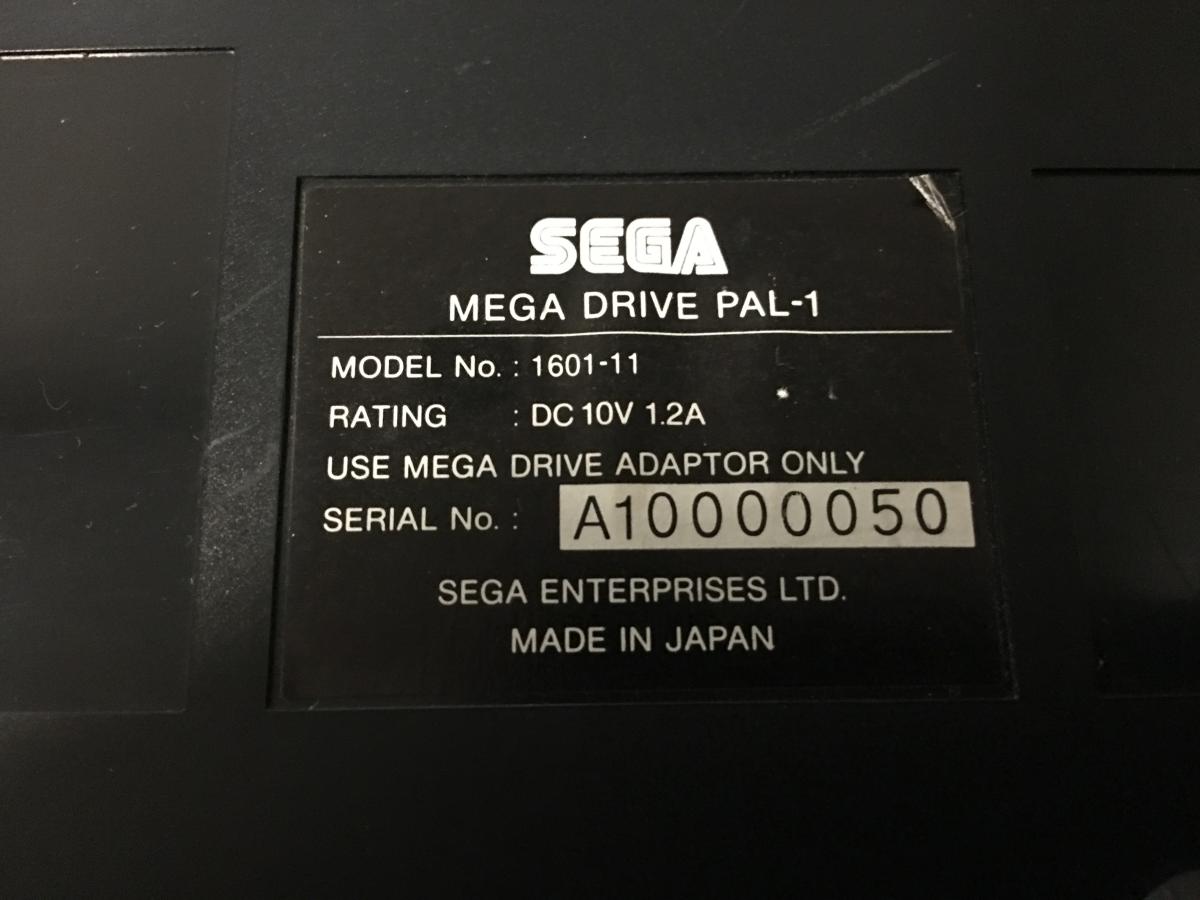 SEGA
MEGA DRIVE PAL-1
MODEL No. : 1601-11
RATING : DC 10V 1.2A
USE MEGA DRIVE ADAPTOR ONLY
SERIAL No. : A10000050
SEGA ENTERPRISES LTD.
MADE IN JAPAN